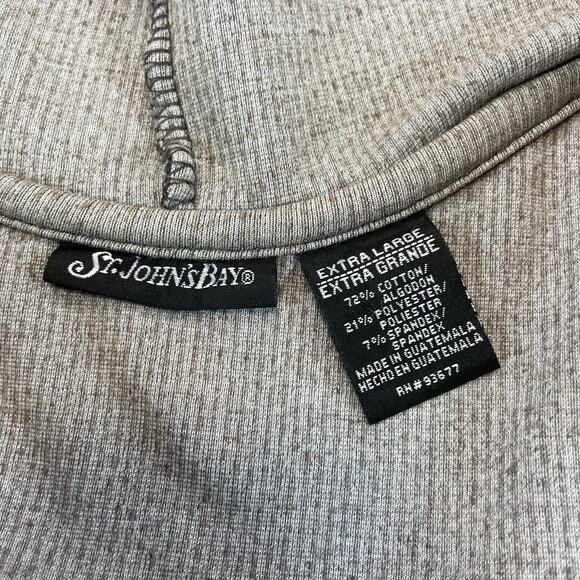 St. John's Bay®
EXTRA LARGE
EXTRA GRANDE
72% COTTON/
ALGODON
21% POLYESTER/
POLIESTER
7% SPANDEX/
SPANDEX
MADE IN GUATEMALA
HECHO EN GUATEMALA
RN#93677